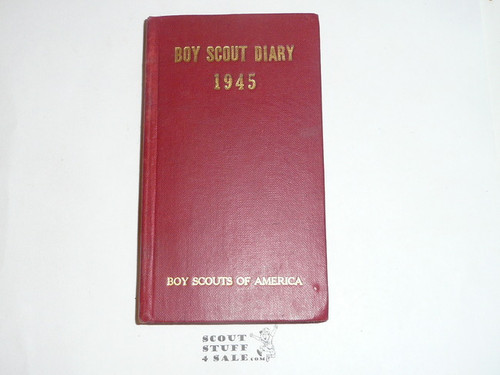 BOY SCOUT DIARY
1945
BOY SCOUTS OF AMERICA
SCOUT
STUFF
4 SALE.COM